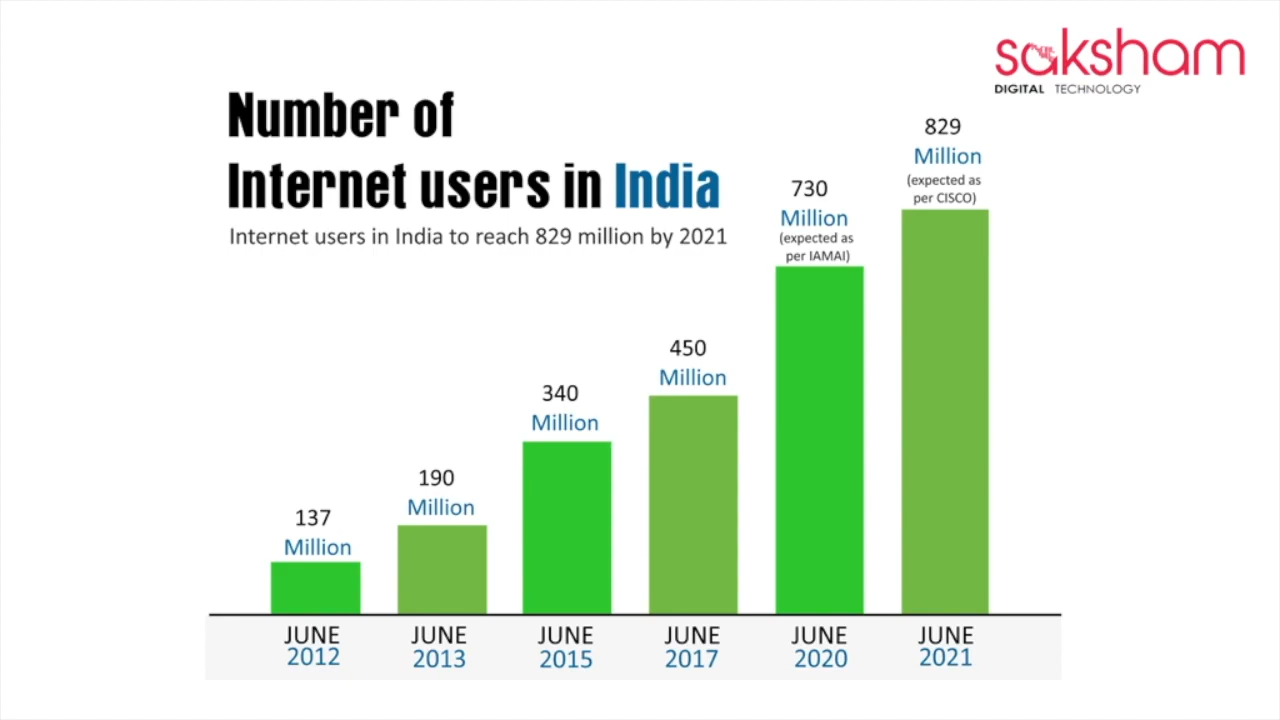 saksham
DIGITAL TECHNOLOGY
Number of
Internet users in India
Internet users in India to reach 829 million by 2021
137
Million
190
Million
340
Million
450
Million
730
Million
(expected as
per IAMAI)
829
Million
(expected as
per CISCO)
JUNE
2012
JUNE
2013
JUNE
2015
JUNE
2017
JUNE
2020
JUNE
2021